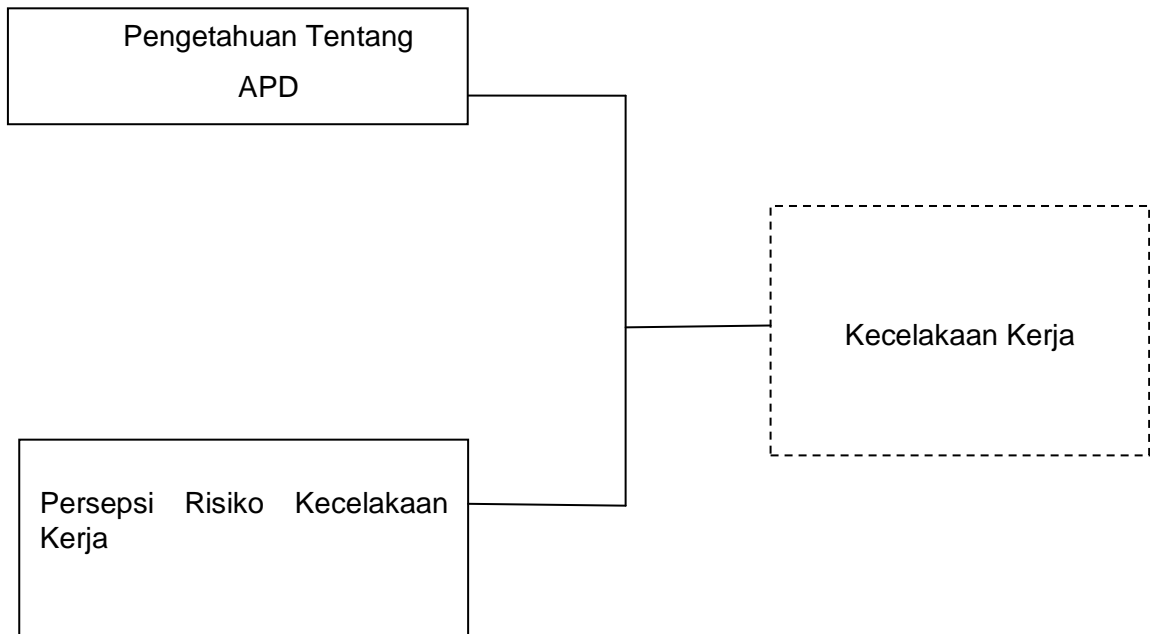 Pengetahuan Tentang
APD
Kecelakaan Kerja
Persepsi Risiko Kecelakaan
Kerja